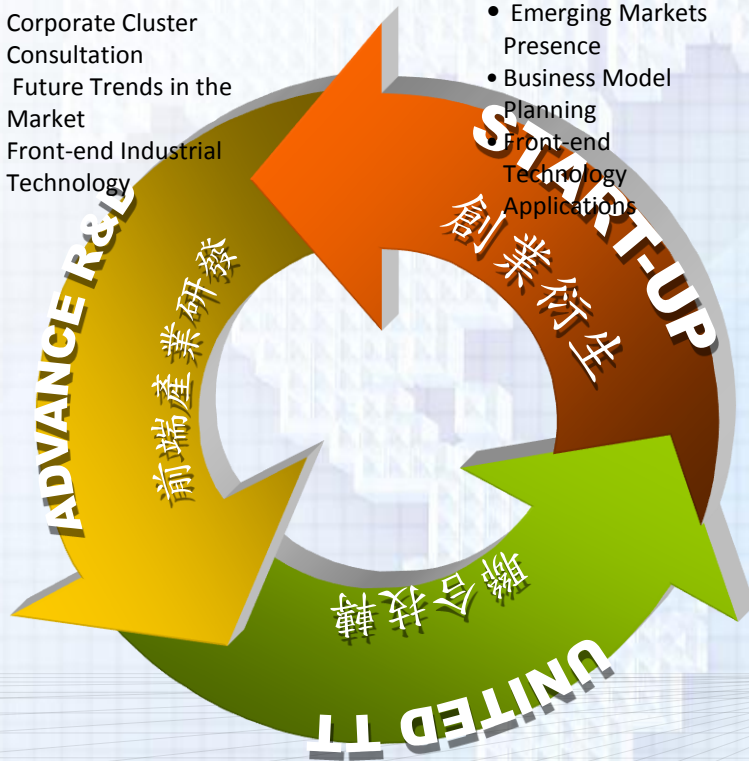 Corporate Cluster
Consultation
Future Trends in the
Market
Front-end Industrial
Technology
• Emerging Markets
Presence
• Business Model
Planning
• Front-end
Technology
Applications
START-UP
創業衍生
ADVANCE R&D
前端產業研發
聯合技轉
UNITED TT